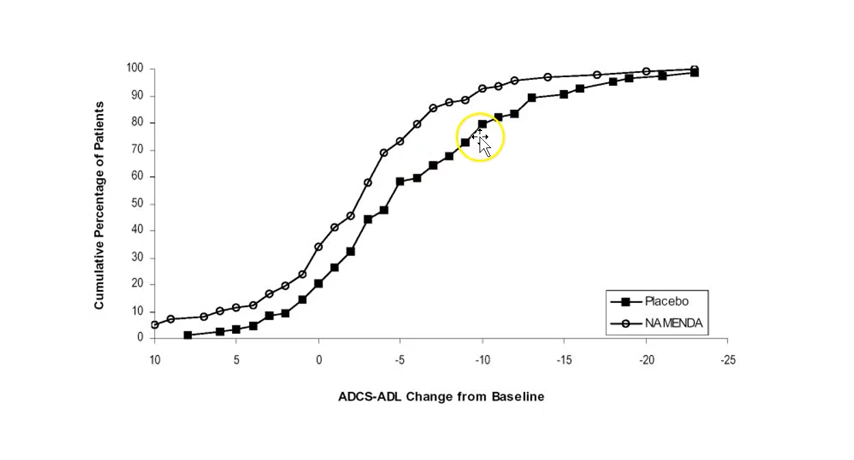 Cumulative Percentage of Patients
100
90
80
70
60
50
40
30
20
10
0
10 5 0 -5 -10 -15 -20 -25
ADCS-ADL Change from Baseline
Placebo
NAMENDA